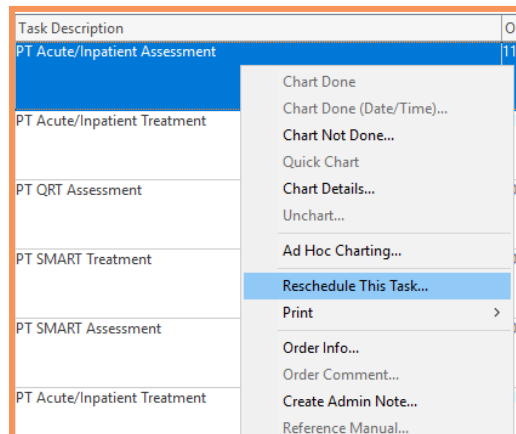 Task Description
PT Acute/Inpatient Assessment
11
Chart Done
Chart Done (Date/Time)...
PT Acute/Inpatient Treatment
Chart Not Done...
Quick Chart
PT QRT Assessment
Chart Details...
Unchart...
Ad Hoc Charting...
PT SMART Treatment
Reschedule This Task...
Print >
PT SMART Assessment
Order Info...
Order Comment...
PT Acute/Inpatient Treatment
Create Admin Note...
Reference Manual...